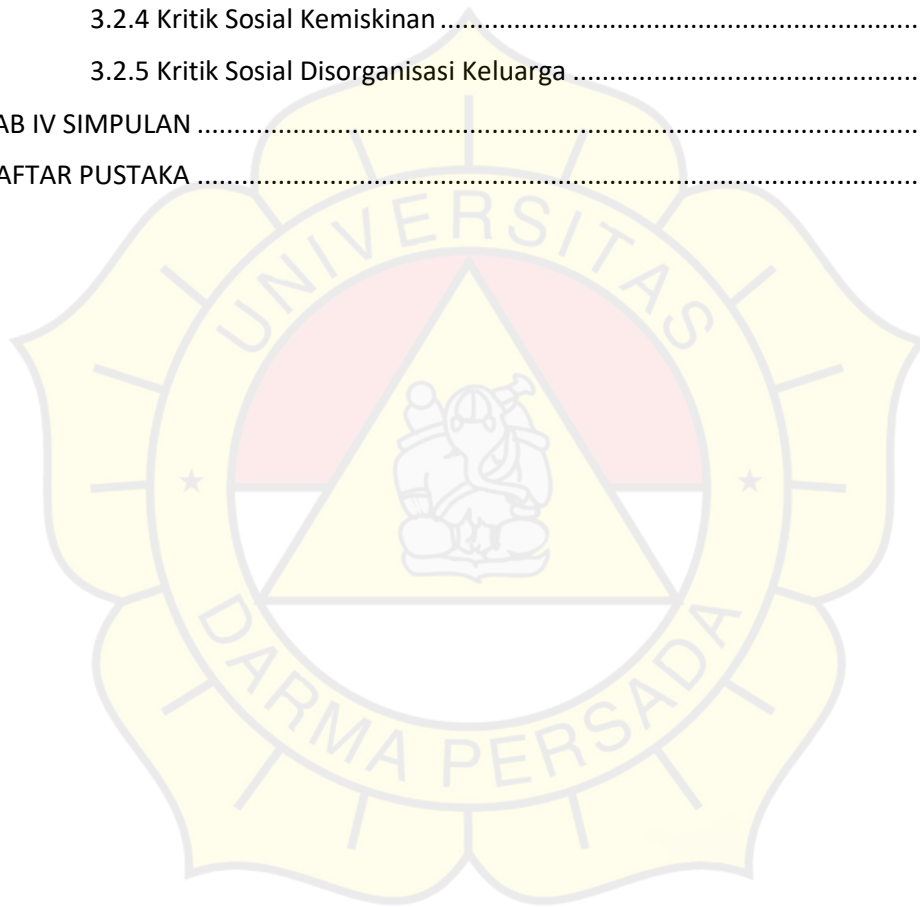 3.2.4 Kritik Sosial Kemiskinan ........................................................................
3.2.5 Kritik Sosial Disorganisasi Keluarga ......................................................
AB IV SIMPULAN ..............................................................................................
AFTAR PUSTAKA ..............................................................................................
UNIVERSITAS
DARMA PERSADA